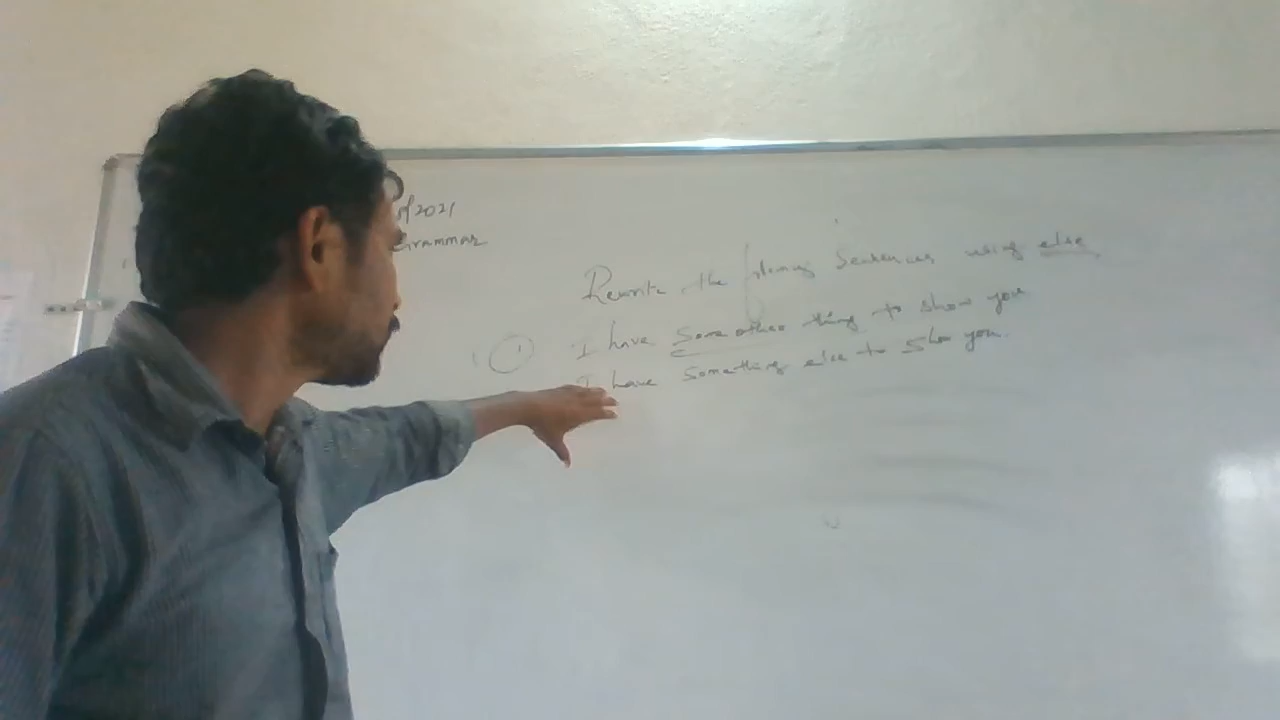 /2021
Grammar
Rewrite the following Sentences using else
① I have some other thing to show you
I have something else to show you.